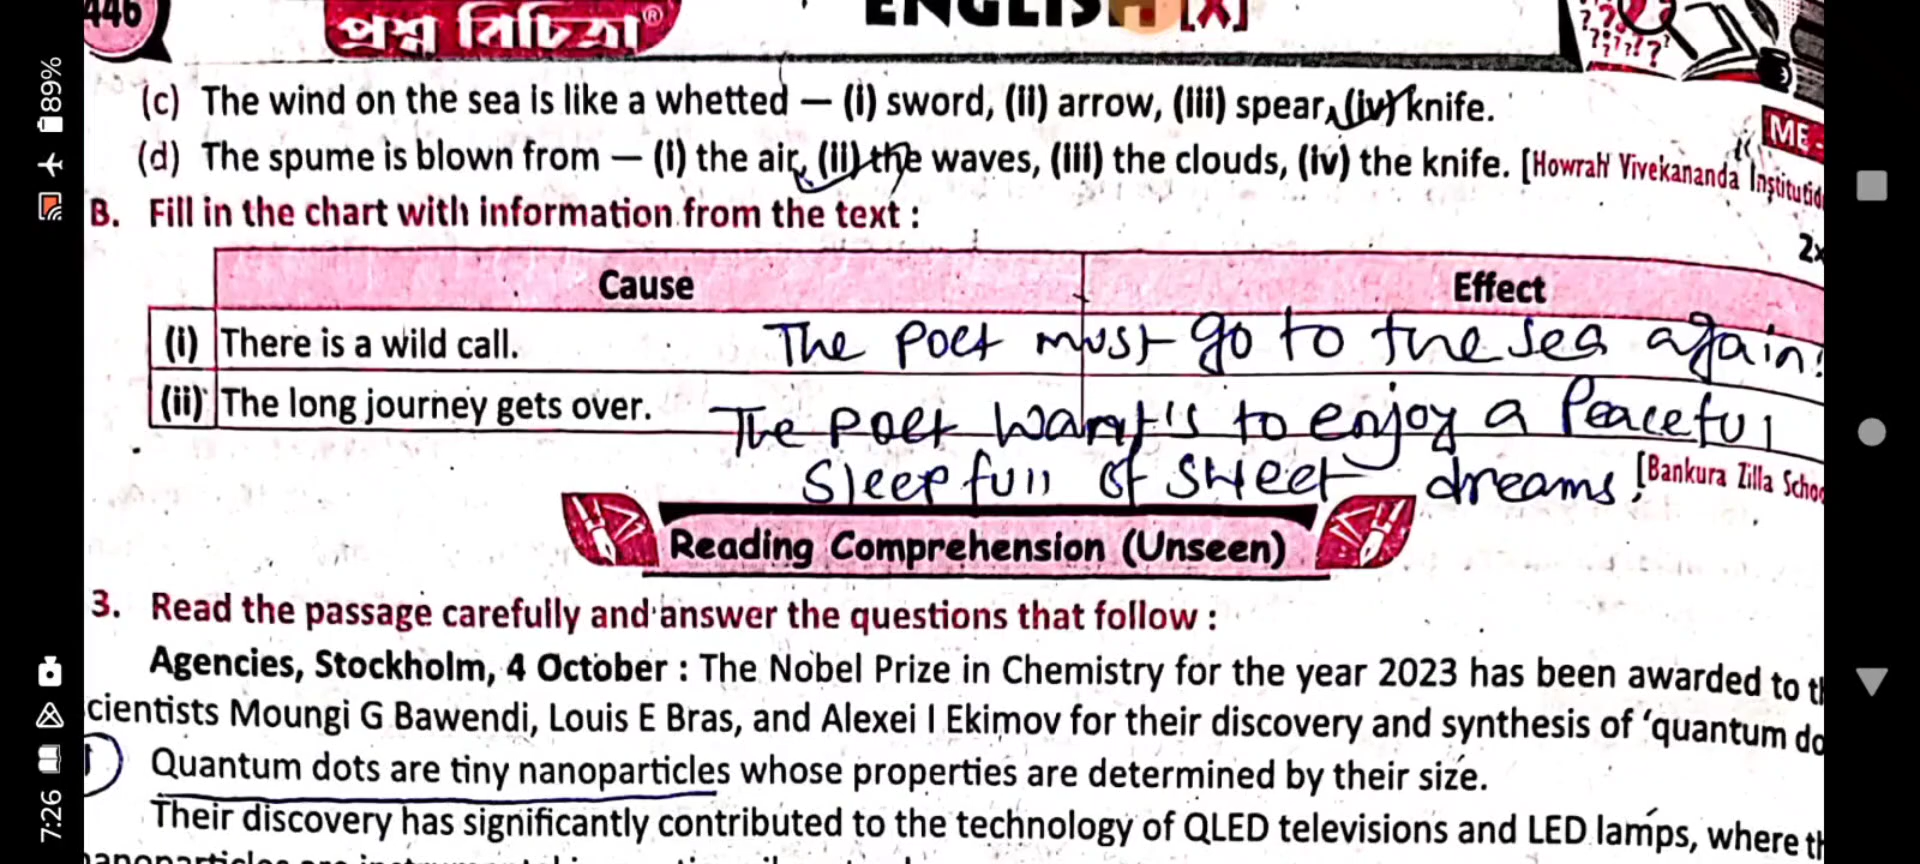 446
প্রশ্ন বিচিত্রা®
ENGLISH [X]
(c) The wind on the sea is like a whetted — (i) sword, (ii) arrow, (iii) spear, (iv) knife.
ME
(d) The spume is blown from — (i) the air, (ii) the waves, (iii) the clouds, (iv) the knife. [Howrah Vivekananda Institution
B. Fill in the chart with information from the text :
2×
Cause Effect
(i) There is a wild call. The poet must go to the sea again.
(ii) The long journey gets over. The poet want's to enjoy a Peaceful
Sleep full of sweet dreams. [Bankura Zilla Schoo
Reading Comprehension (Unseen)
3. Read the passage carefully and answer the questions that follow :
Agencies, Stockholm, 4 October : The Nobel Prize in Chemistry for the year 2023 has been awarded to th
cientists Moungi G Bawendi, Louis E Bras, and Alexei I Ekimov for their discovery and synthesis of ‘quantum do
Quantum dots are tiny nanoparticles whose properties are determined by their size.
Their discovery has significantly contributed to the technology of QLED televisions and LED lamps, where th
89%
7:26